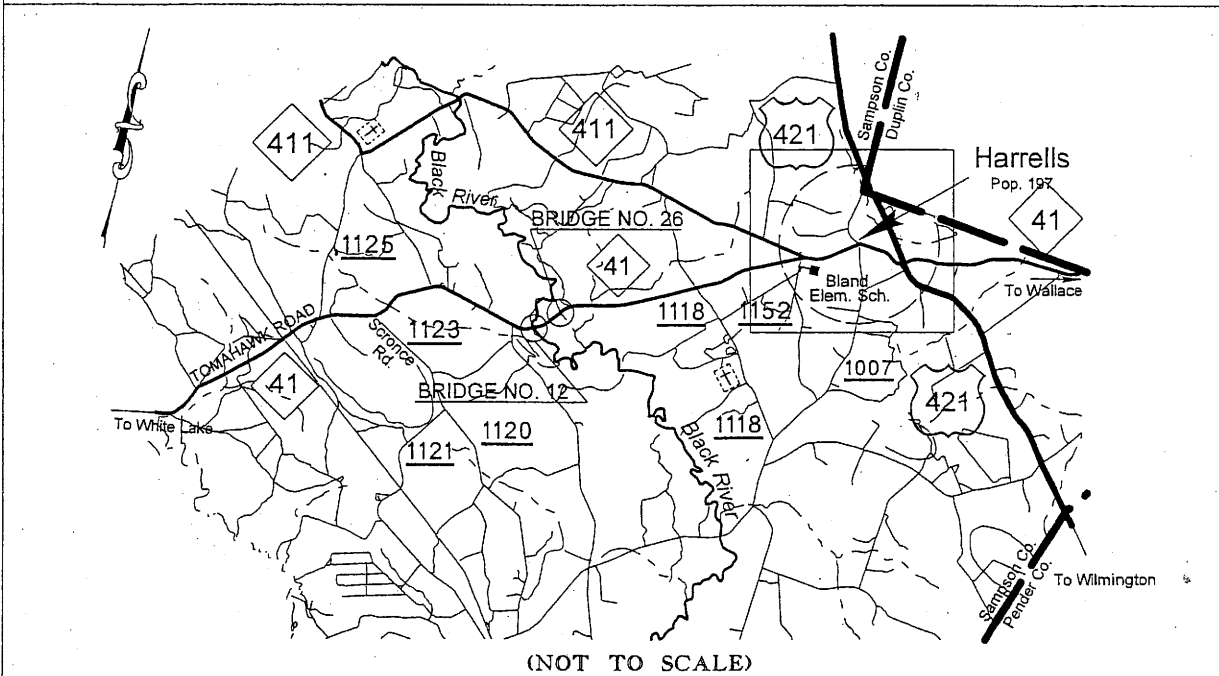 Sampson Co.
Duplin Co.
411
411
421
Harrells
Pop. 197
41
Black River
BRIDGE NO. 26
1125
41
Bland
Elem. Sch.
To Wallace
TOMAHAWK ROAD
Scronce
Rd.
1123
1118
1152
1007
41
BRIDGE NO. 12
421
To White Lake
1121
1120
Rd
1118
Black River
Sampson Co.
Pender Co.
To Wilmington
(NOT TO SCALE)